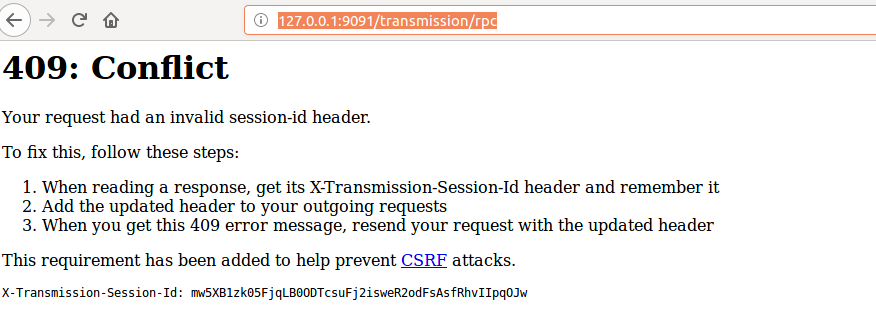 127.0.0.1:9091/transmission/rpc
409: Conflict
Your request had an invalid session-id header.
To fix this, follow these steps:
1. When reading a response, get its X-Transmission-Session-Id header and remember it
2. Add the updated header to your outgoing requests
3. When you get this 409 error message, resend your request with the updated header
This requirement has been added to help prevent CSRF attacks.
X-Transmission-Session-Id: mw5XB1zk05FjqLB0ODTcsuFj2isweR2odFsAsfRhvIIpqOJw